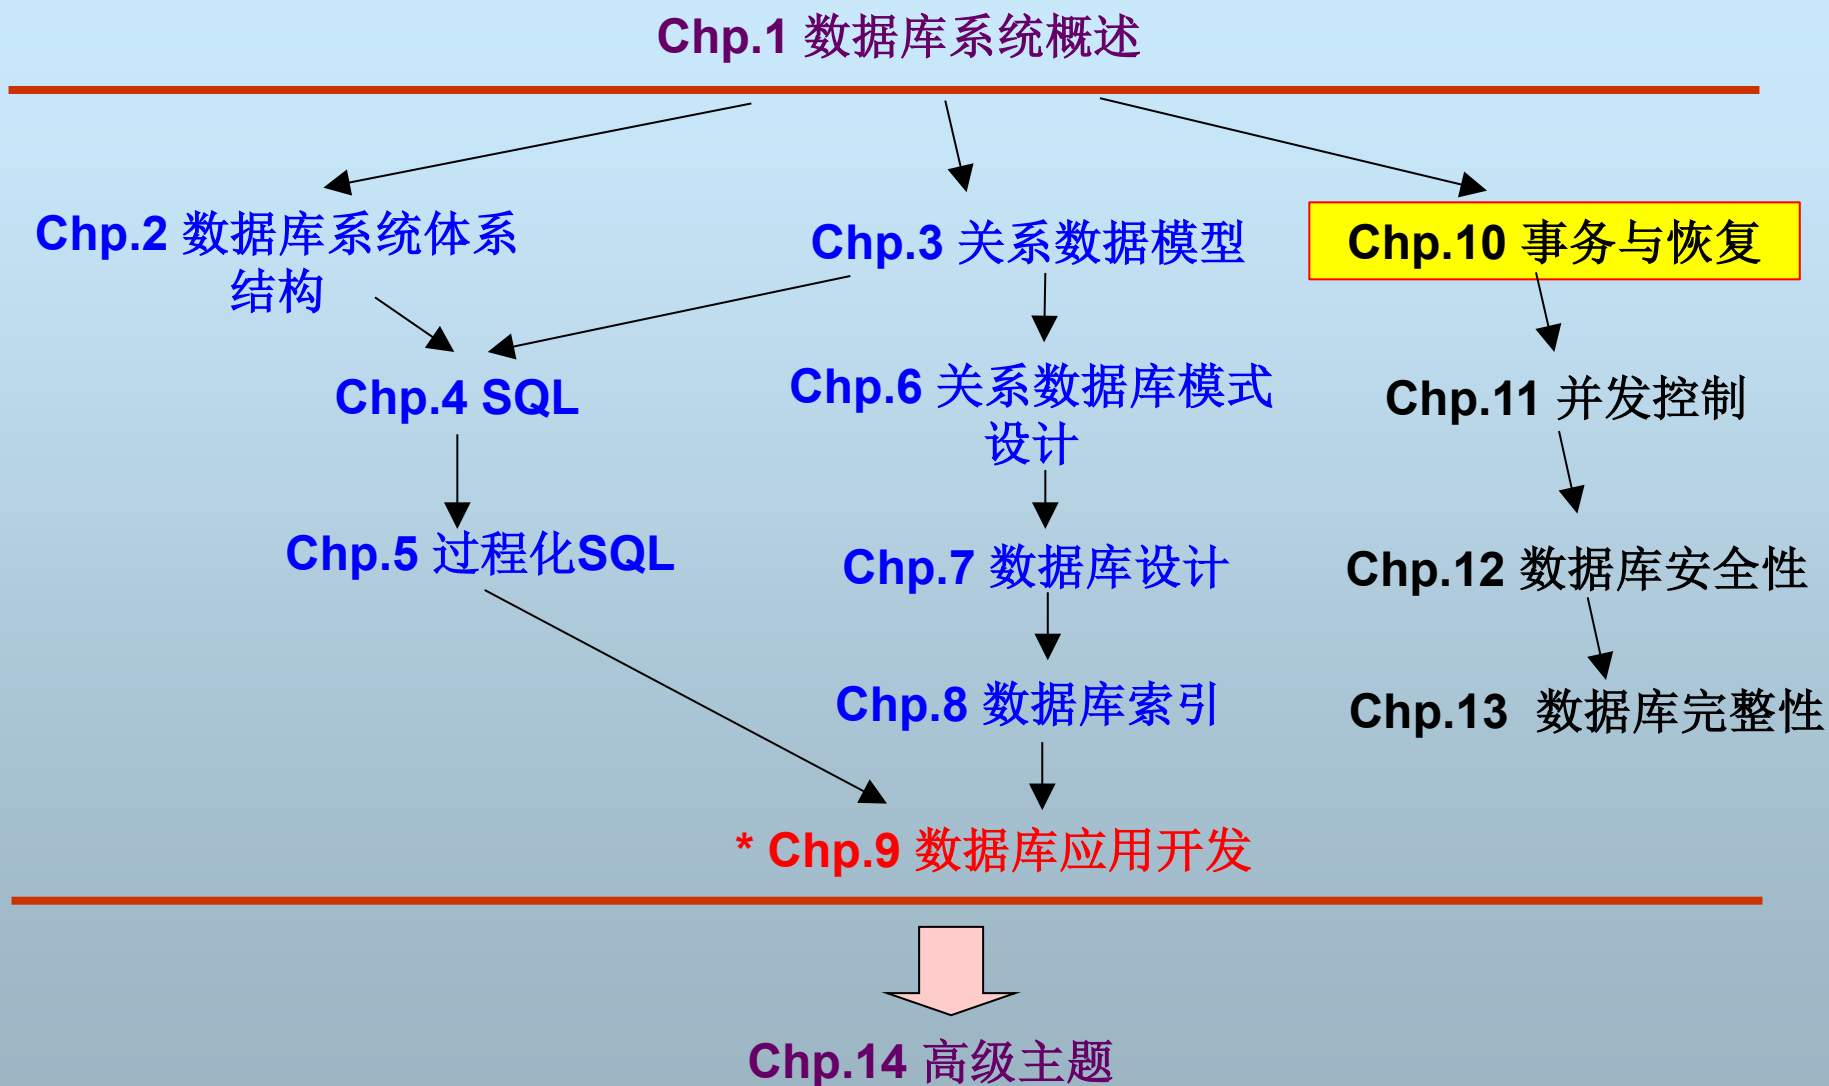 Chp.1 数据库系统概述
Chp.2 数据库系统体系
结构
Chp.3 关系数据模型
Chp.10 事务与恢复
Chp.4 SQL
Chp.6 关系数据库模式
设计
Chp.11 并发控制
Chp.5 过程化SQL
Chp.7 数据库设计
Chp.12 数据库安全性
Chp.8 数据库索引
Chp.13 数据库完整性
* Chp.9 数据库应用开发
Chp.14 高级主题